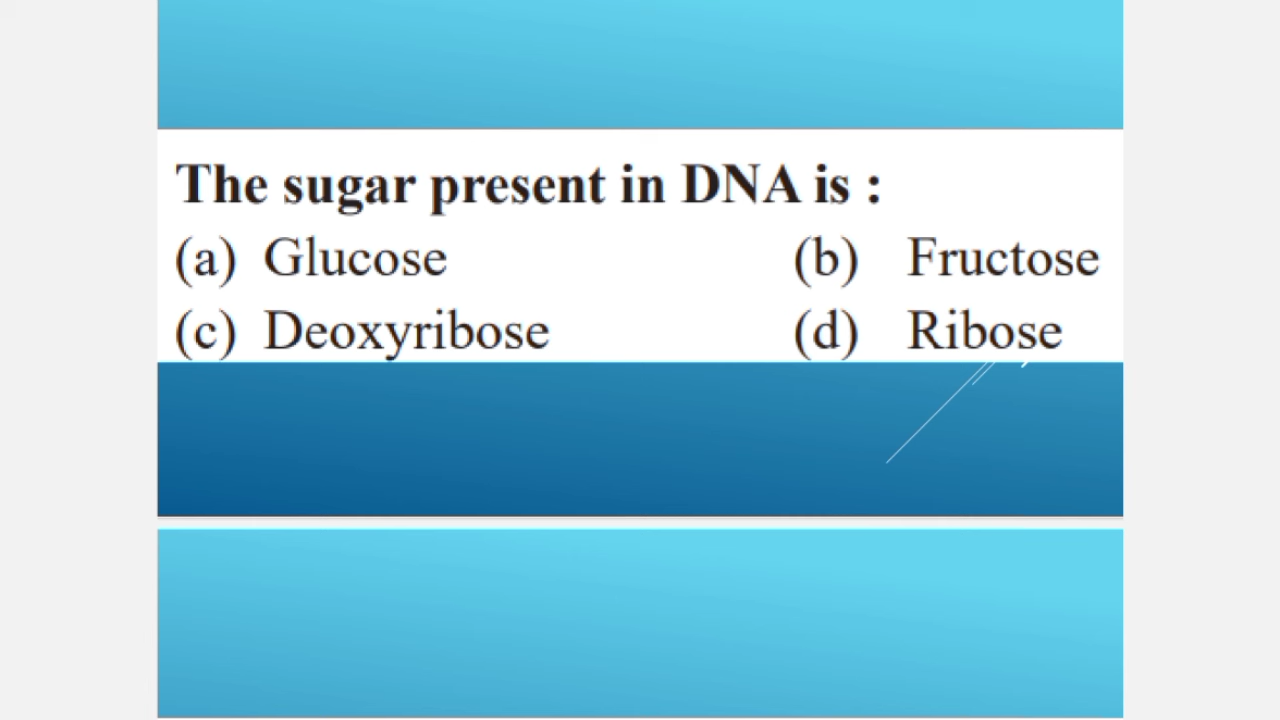 The sugar present in DNA is :
(a) Glucose (b) Fructose
(c) Deoxyribose (d) Ribose